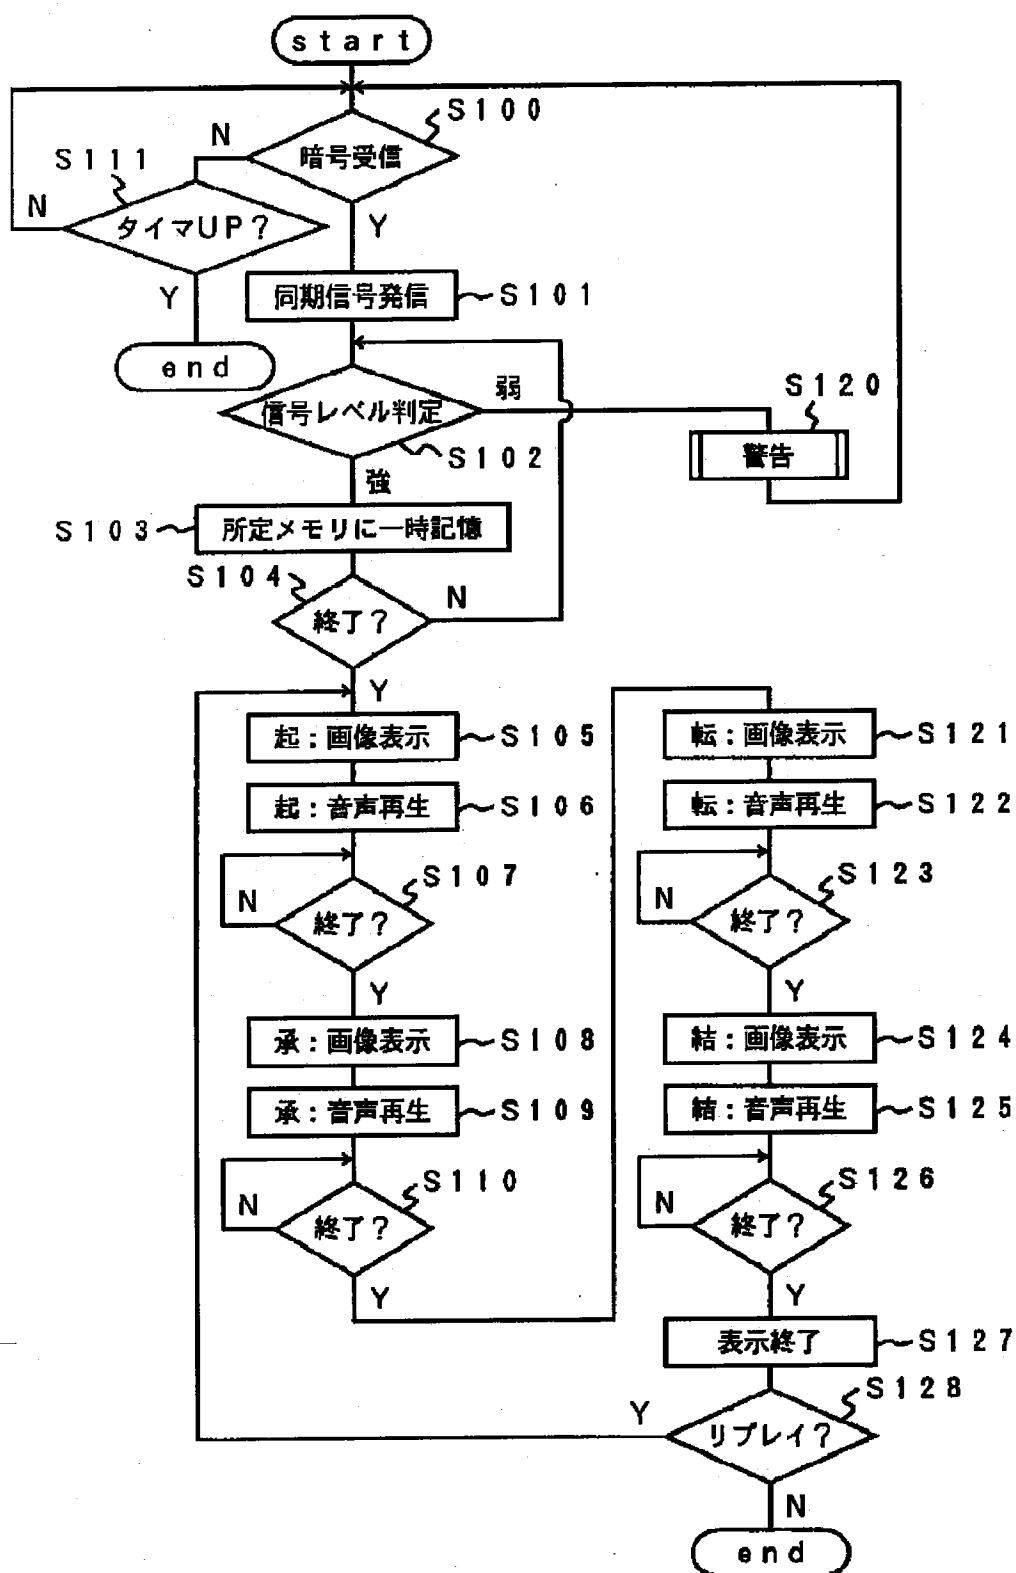 start
S100
N
暗号受信
S111
N
タイマUP?
Y
Y
同期信号発信
S101
end
弱
S120
信号レベル判定
S102
警告
強
S103
所定メモリに一時記憶
S104
N
終了?
Y
起:画像表示
S105
起:音声再生
S106
S107
N
終了?
Y
承:画像表示
S108
承:音声再生
S109
S110
N
終了?
Y
転:画像表示
S121
転:音声再生
S122
S123
N
終了?
Y
結:画像表示
S124
結:音声再生
S125
S126
N
終了?
Y
表示終了
S127
S128
Y
リプレイ?
N
end